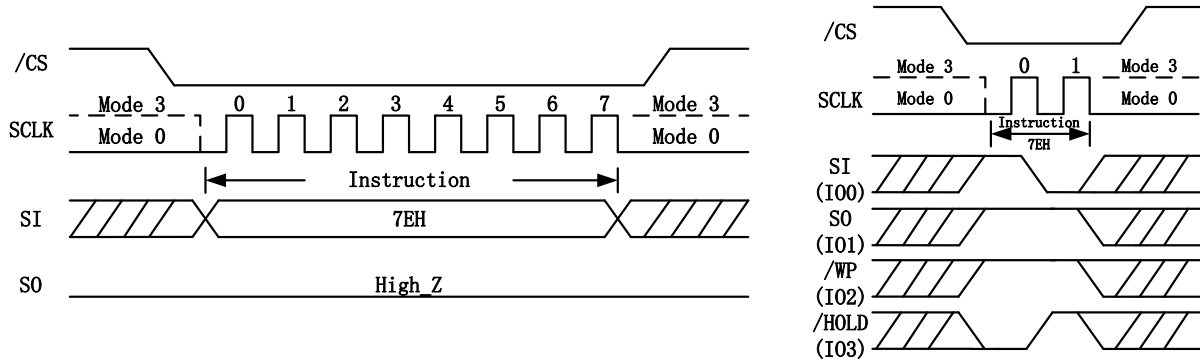 /CS
Mode 3 0 1 2 3 4 5 6 7 Mode 3
SCLK
Mode 0 Mode 0
Instruction
SI 7EH
SO High_Z
/CS
Mode 3 0 1 Mode 3
SCLK Mode 0 Mode 0
Instruction
7EH
SI
(IO0)
SO
(IO1)
/WP
(IO2)
/HOLD
(IO3)